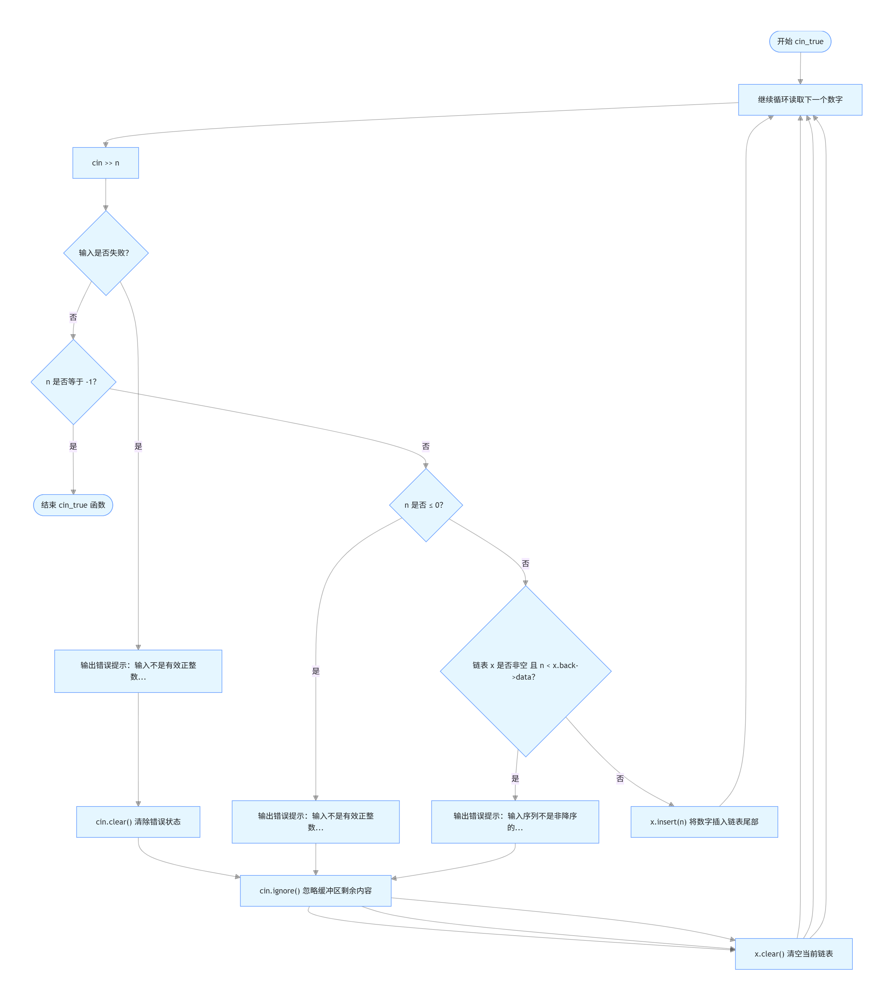 开始 cin_true
继续循环读取下一个数字
cin >> n
输入是否失败？
否
n 是否等于 -1？
是
是
否
结束 cin_true 函数
n 是否 ≤ 0？
否
输出错误提示：输入不是有效正整
数...
是
链表 x 是否非空 且 n < x.back-
>data？
是
否
cin.clear() 清除错误状态
输出错误提示：输入不是有效正整
数...
输出错误提示：输入序列不是非降序
的...
x.insert(n) 将数字插入链表尾部
cin.ignore() 忽略缓冲区剩余内容
x.clear() 清空当前链表